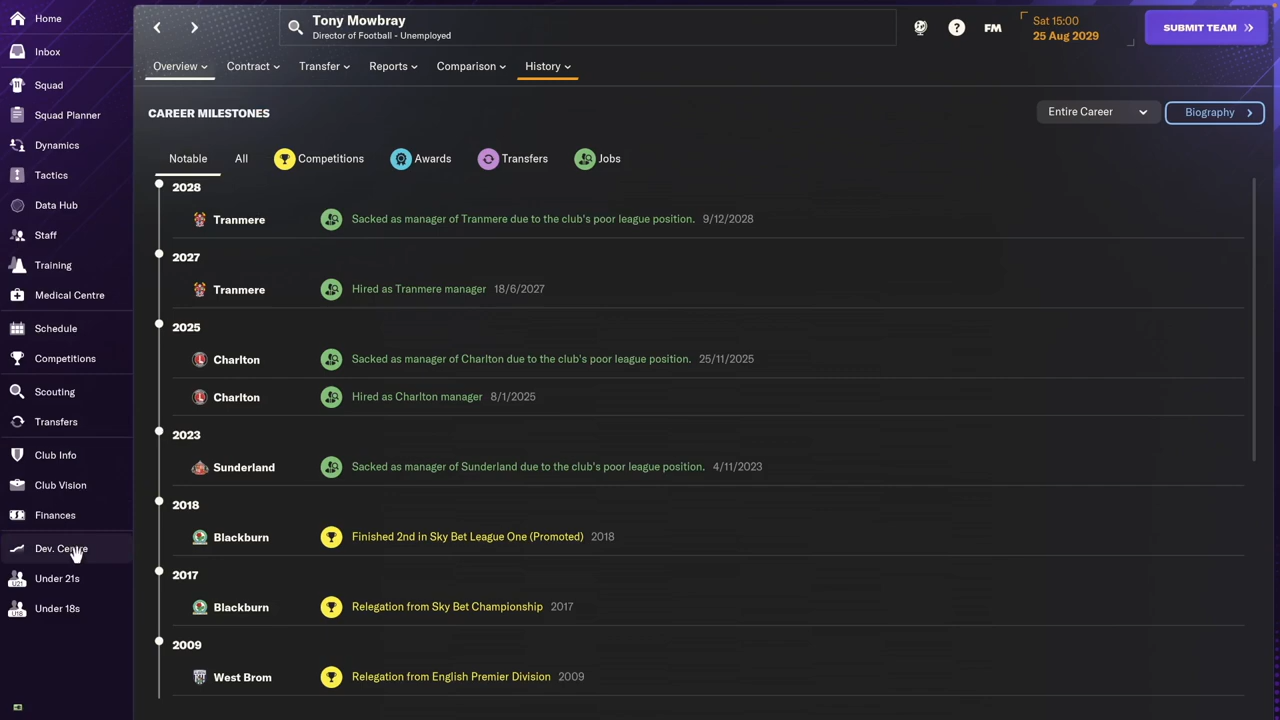 Home
Inbox
Squad
Squad Planner
Dynamics
Tactics
Data Hub
Staff
Training
Medical Centre
Schedule
Competitions
Scouting
Transfers
Club Info
Club Vision
Finances
Dev. Centre
U21 Under 21s
U18 Under 18s
Tony Mowbray
Director of Football - Unemployed
? FM
Sat 15:00
25 Aug 2029
SUBMIT TEAM
Overview Contract Transfer Reports Comparison History
CAREER MILESTONES
Entire Career
Biography
Notable All Competitions Awards Transfers Jobs
2028
Tranmere Sacked as manager of Tranmere due to the club's poor league position. 9/12/2028
2027
Tranmere Hired as Tranmere manager 18/6/2027
2025
Charlton Sacked as manager of Charlton due to the club's poor league position. 25/11/2025
Charlton Hired as Charlton manager 8/1/2025
2023
Sunderland Sacked as manager of Sunderland due to the club's poor league position. 4/11/2023
2018
Blackburn Finished 2nd in Sky Bet League One (Promoted) 2018
2017
Blackburn Relegation from Sky Bet Championship 2017
2009
West Brom Relegation from English Premier Division 2009